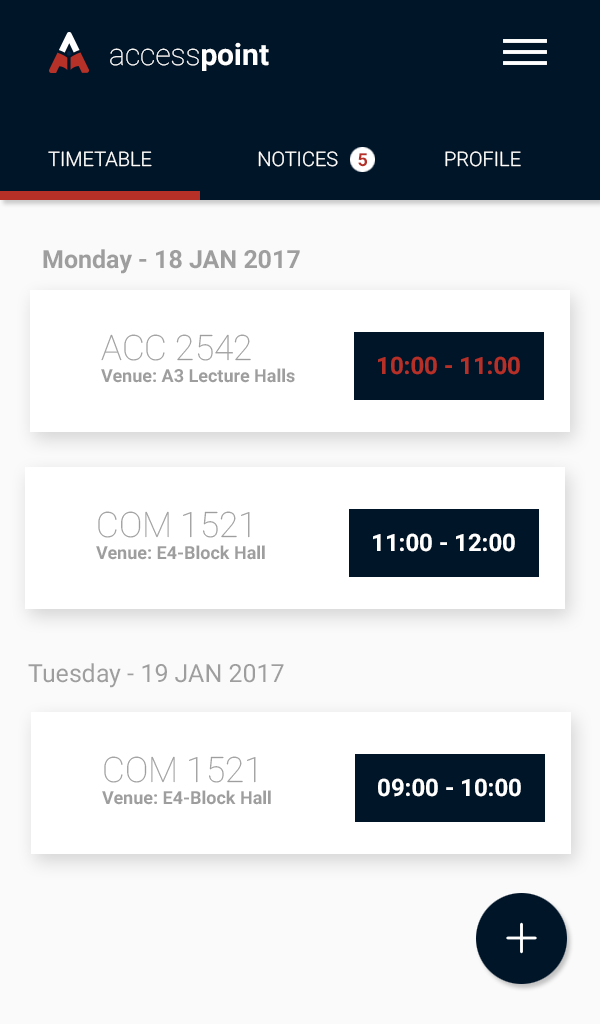 accesspoint
TIMETABLE NOTICES 5 PROFILE
Monday - 18 JAN 2017
ACC 2542
Venue: A3 Lecture Halls
10:00 - 11:00
COM 1521
Venue: E4-Block Hall
11:00 - 12:00
Tuesday - 19 JAN 2017
COM 1521
Venue: E4-Block Hall
09:00 - 10:00